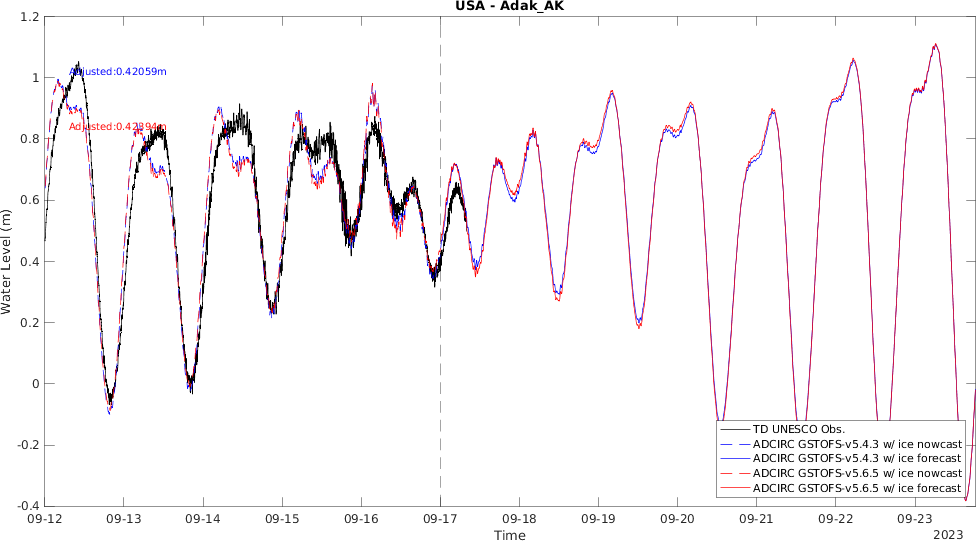 USA - Adak_AK
1.2
1
0.8
0.6
0.4
0.2
0
-0.2
-0.4
Water Level (m)
Adjusted:0.42059m
Adjusted:0.42394m
TD UNESCO Obs.
ADCIRC GSTOFS-v5.4.3 w/ ice nowcast
ADCIRC GSTOFS-v5.4.3 w/ ice forecast
ADCIRC GSTOFS-v5.6.5 w/ ice nowcast
ADCIRC GSTOFS-v5.6.5 w/ ice forecast
09-12 09-13 09-14 09-15 09-16 09-17 09-18 09-19 09-20 09-21 09-22 09-23
Time
2023